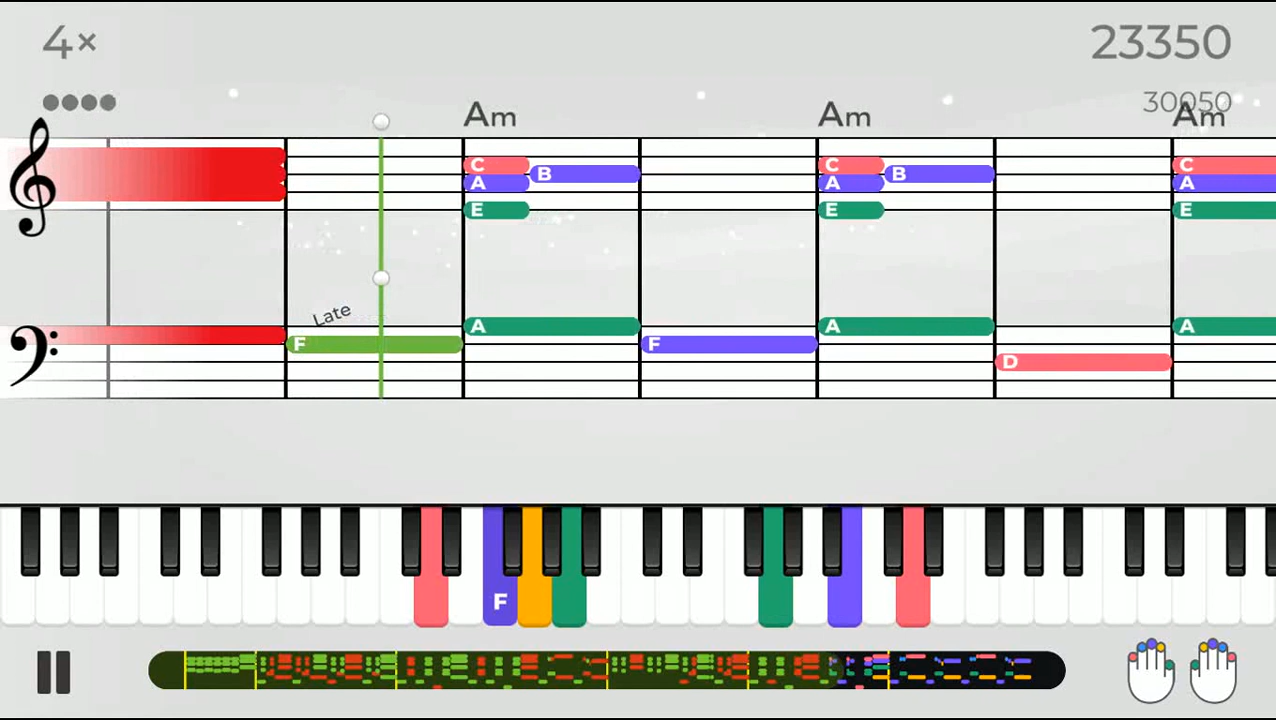 4×
23350
30050
Am Am Am
C C C
B B
A A A
E E E
Late
A A A
F F
D
F